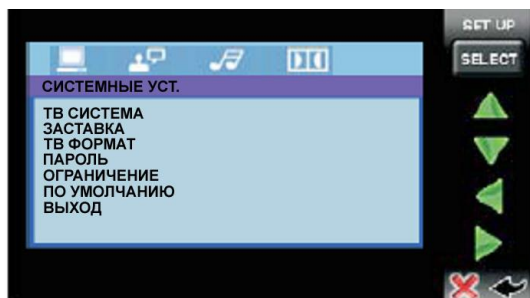 SET UP
SELECT
СИСТЕМНЫЕ УСТ.
ТВ СИСТЕМА
ЗАСТАВКА
ТВ ФОРМАТ
ПАРОЛЬ
ОГРАНИЧЕНИЕ
ПО УМОЛЧАНИЮ
ВЫХОД